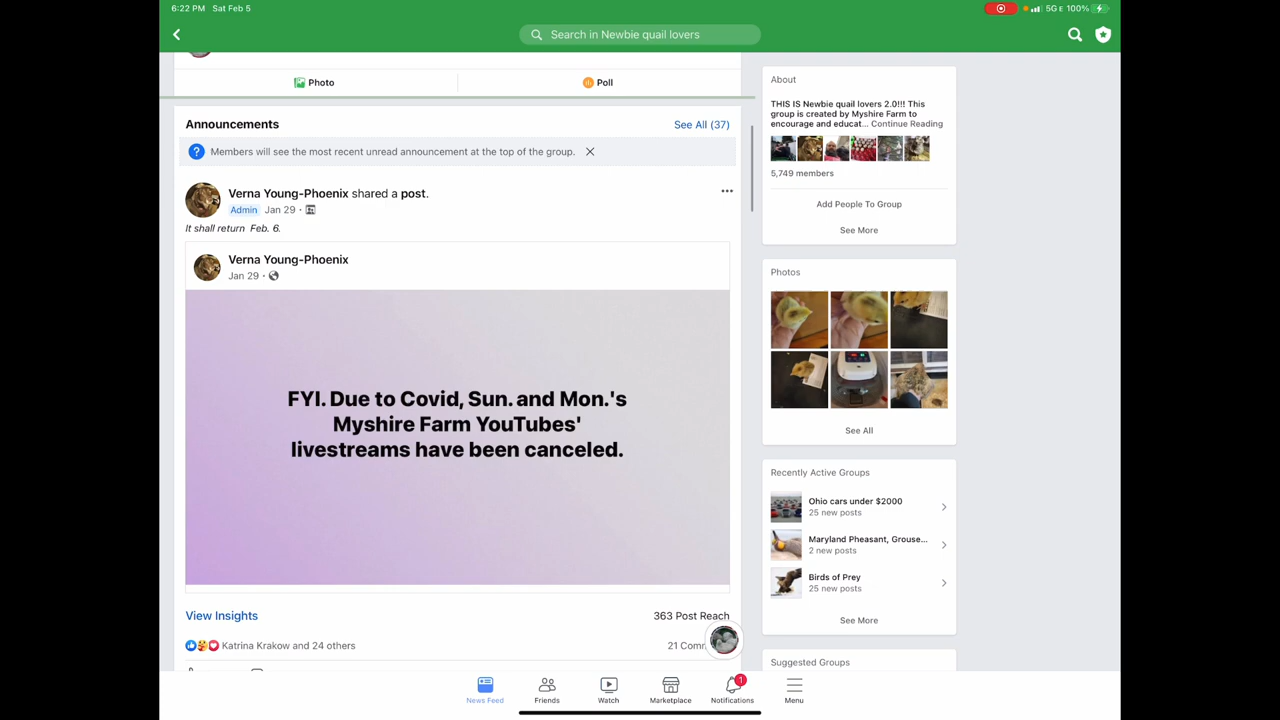 6:22 PM Sat Feb 5
5G E 100%
Search in Newbie quail lovers
Photo
Poll
Announcements
See All (37)
Members will see the most recent unread announcement at the top of the group.
Verna Young-Phoenix shared a post.
Admin Jan 29 ·
It shall return Feb. 6.
Verna Young-Phoenix
Jan 29 ·
FYI. Due to Covid, Sun. and Mon.'s
Myshire Farm YouTubes'
livestreams have been canceled.
View Insights
363 Post Reach
Katrina Krakow and 24 others
21
About
THIS IS Newbie quail lovers 2.0!!! This
group is created by Myshire Farm to
encourage and educat... Continue Reading
5,749 members
Add People To Group
See More
Photos
See All
Recently Active Groups
Ohio cars under $2000
25 new posts
Maryland Pheasant, Grouse...
2 new posts
Birds of Prey
25 new posts
See More
Suggested Groups
News Feed
Friends
Watch
Marketplace
1
Notifications
Menu